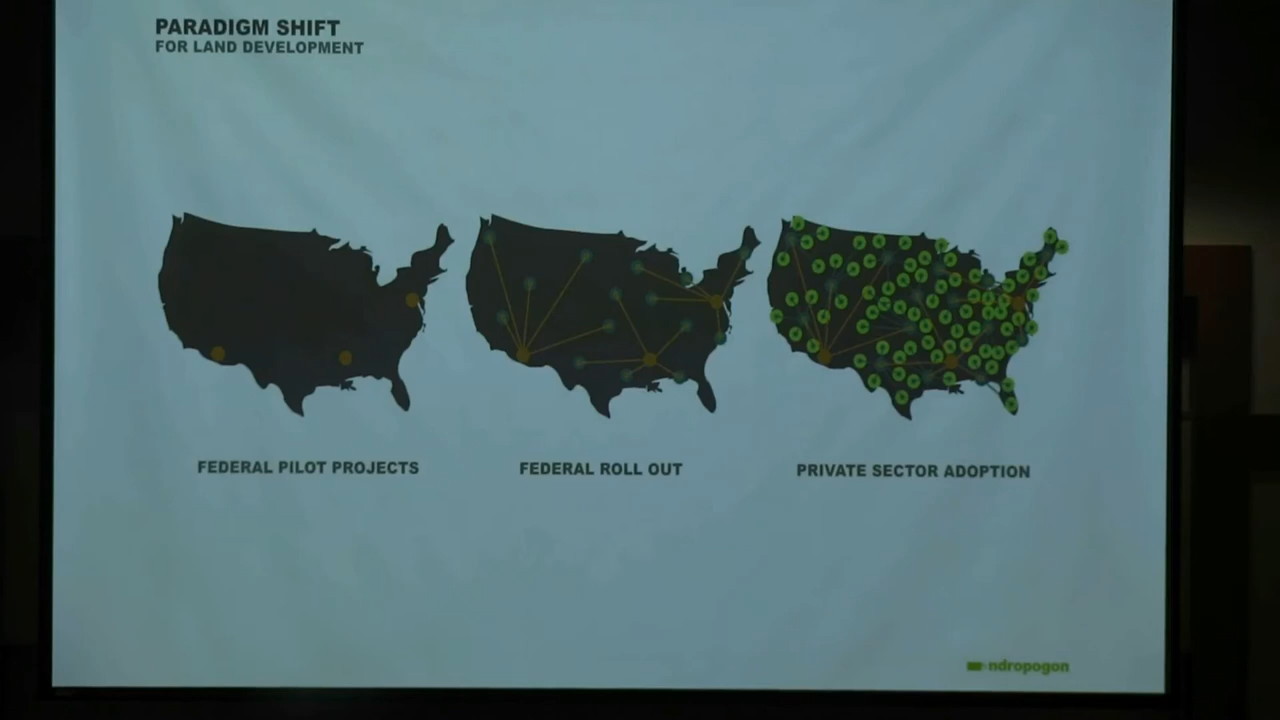 PARADIGM SHIFT
FOR LAND DEVELOPMENT
FEDERAL PILOT PROJECTS
FEDERAL ROLL OUT
PRIVATE SECTOR ADOPTION
ndropogon